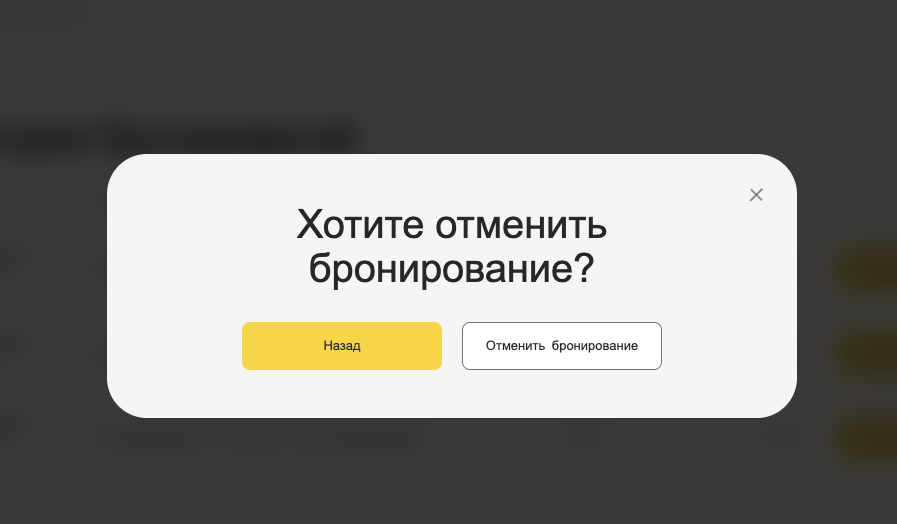 Хотите отменить
бронирование?
Назад
Отменить бронирование